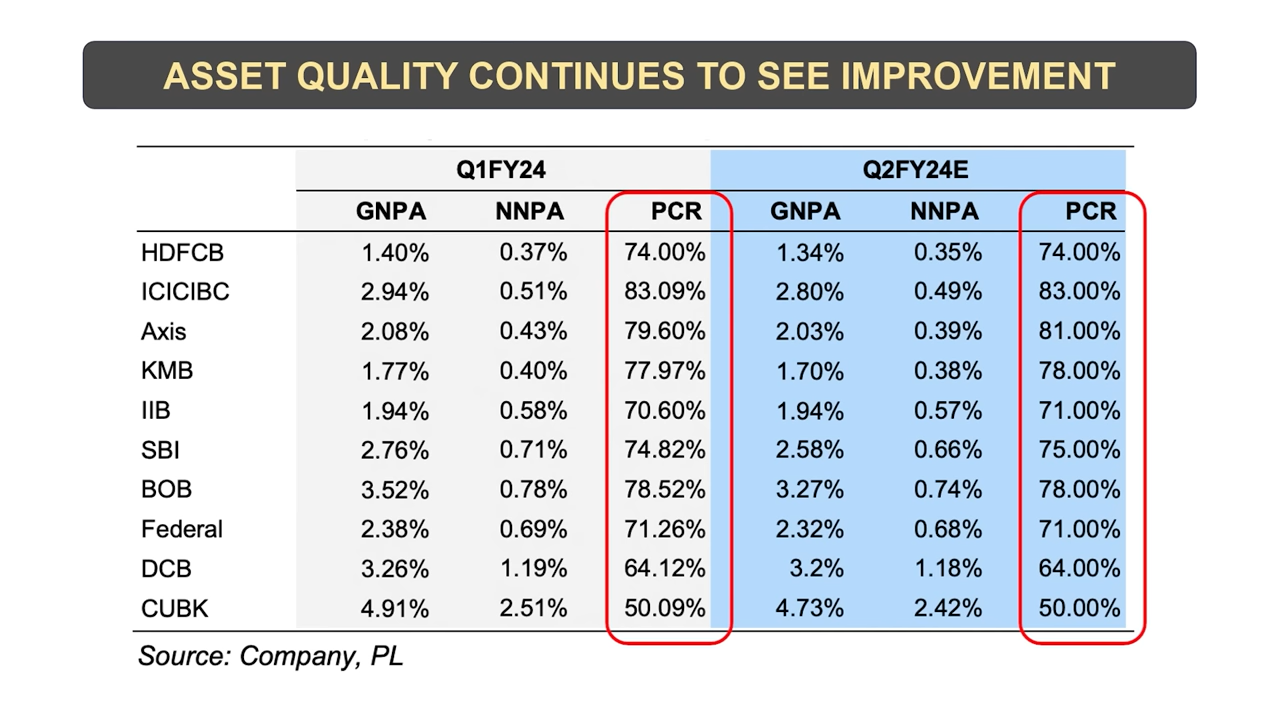 ASSET QUALITY CONTINUES TO SEE IMPROVEMENT
Q1FY24 Q2FY24E
GNPA NNPA PCR GNPA NNPA PCR
HDFCB 1.40% 0.37% 74.00% 1.34% 0.35% 74.00%
ICICIBC 2.94% 0.51% 83.09% 2.80% 0.49% 83.00%
Axis 2.08% 0.43% 79.60% 2.03% 0.39% 81.00%
KMB 1.77% 0.40% 77.97% 1.70% 0.38% 78.00%
IIB 1.94% 0.58% 70.60% 1.94% 0.57% 71.00%
SBI 2.76% 0.71% 74.82% 2.58% 0.66% 75.00%
BOB 3.52% 0.78% 78.52% 3.27% 0.74% 78.00%
Federal 2.38% 0.69% 71.26% 2.32% 0.68% 71.00%
DCB 3.26% 1.19% 64.12% 3.2% 1.18% 64.00%
CUBK 4.91% 2.51% 50.09% 4.73% 2.42% 50.00%
Source: Company, PL